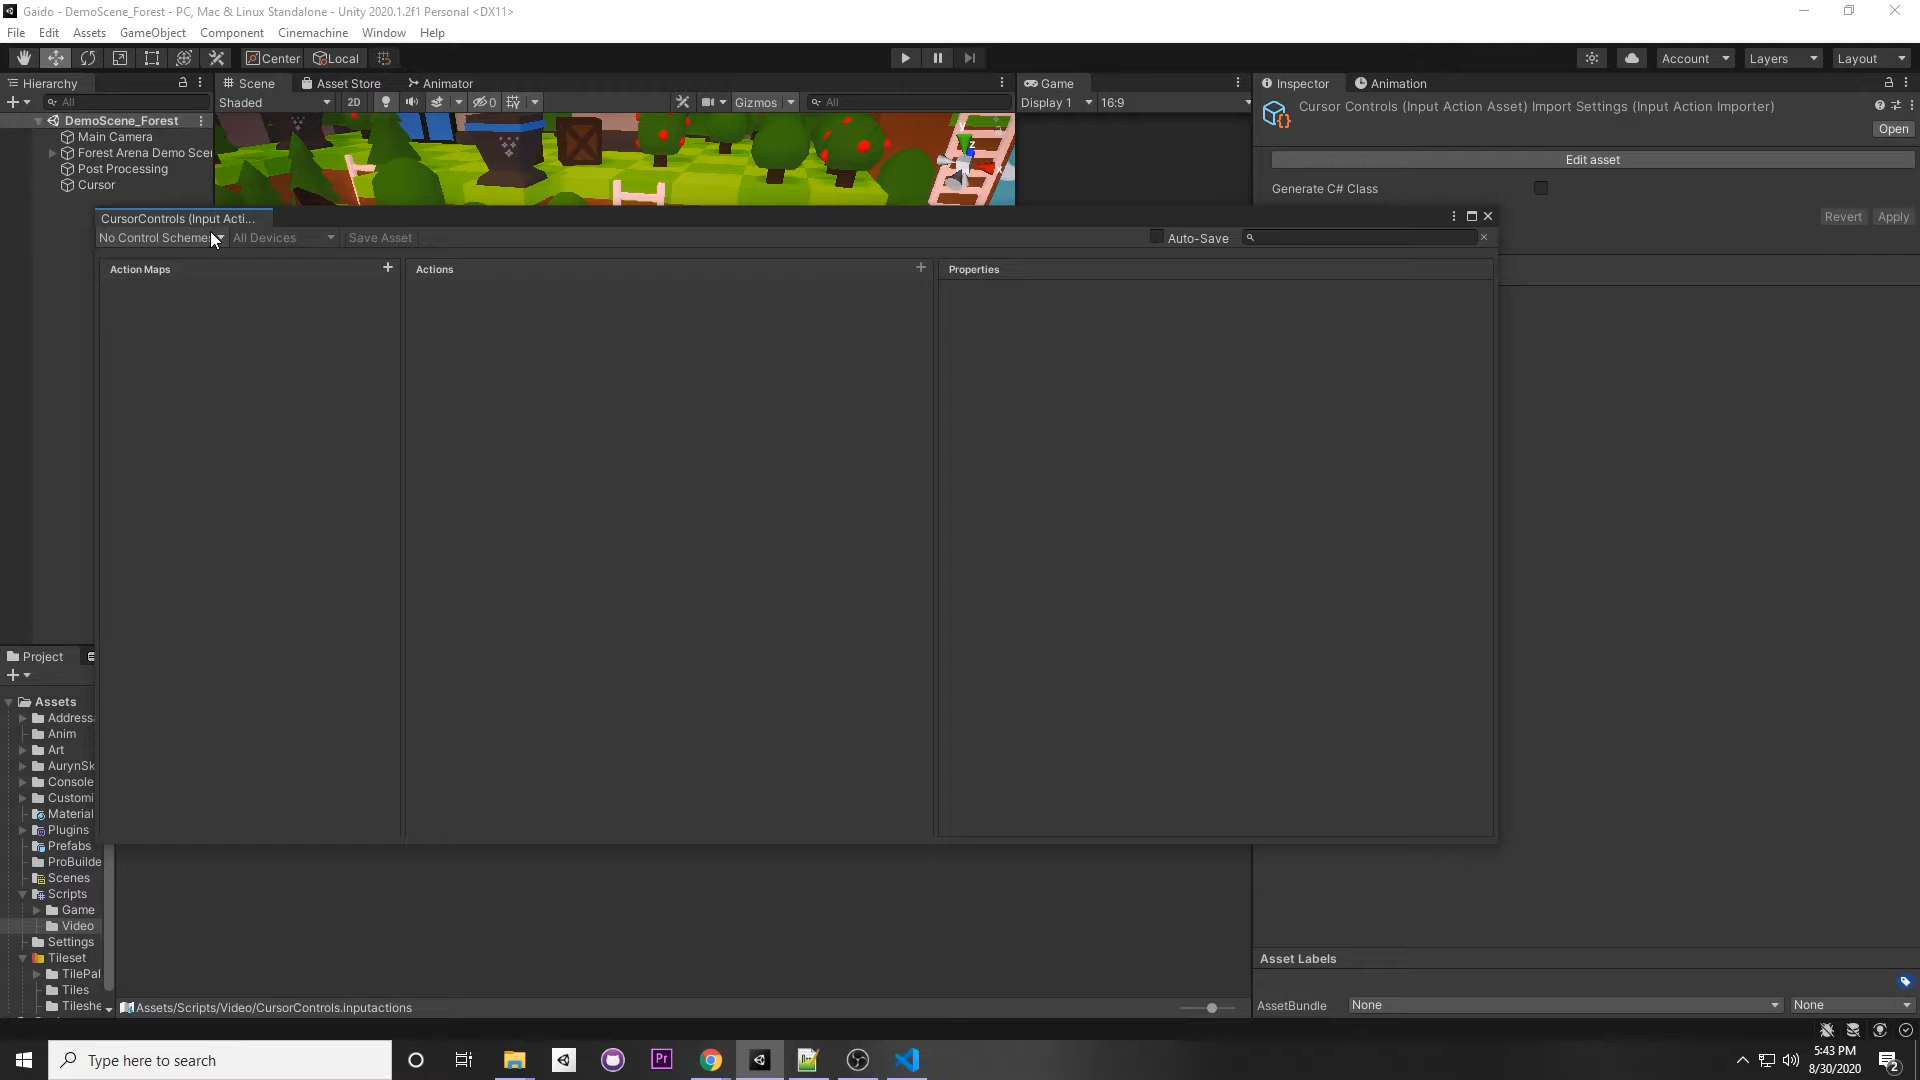 Gaido - DemoScene_Forest - PC, Mac & Linux Standalone - Unity 2020.1.2f1 Personal <DX11>
File Edit Assets GameObject Component Cinemachine Window Help
Center Local Account Layers Layout
Hierarchy Scene Asset Store Animator Game Inspector Animation
All Shaded 2D 0 Gizmos All Display 1 16:9
Cursor Controls (Input Action Asset) Import Settings (Input Action Importer)
Open
DemoScene_Forest
Main Camera
Forest Arena Demo Scer
Post Processing
Cursor
Edit asset
Generate C# Class
Revert Apply
CursorControls (Input Acti...
No Control Schemes All Devices Save Asset Auto-Save
Action Maps Actions Properties
Project
Assets
Address
Anim
Art
AurynSk
Console
Customi
Material
Plugins
Prefabs
ProBuilde
Scenes
Scripts
Game
Video
Settings
Tileset
TilePal
Tiles
Tileshe
Assets/Scripts/Video/CursorControls.inputactions
Asset Labels
AssetBundle None None
Type here to search
Pr
5:43 PM
8/30/2020
2